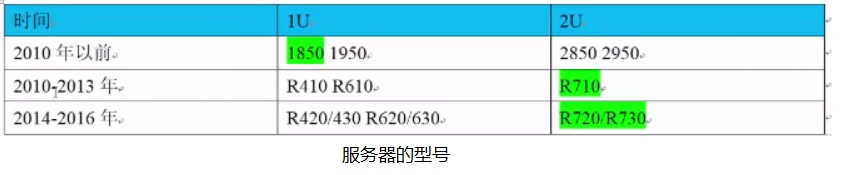 时间 1U 2U
2010 年以前 1850 1950 2850 2950
2010-2013 年 R410 R610 R710
2014-2016 年 R420/430 R620/630 R720/R730
服务器的型号